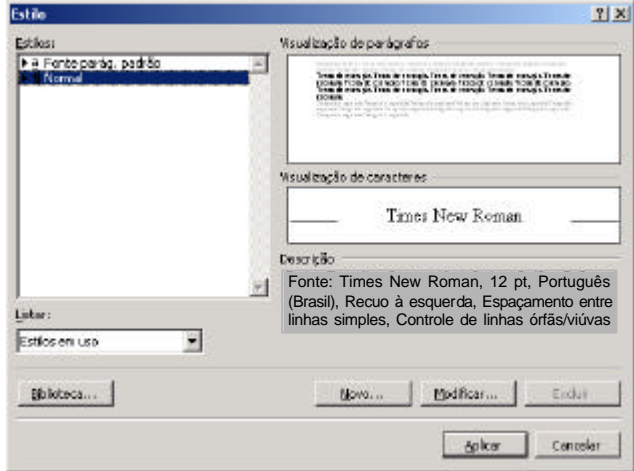 Estilo
Estilos:
a Fonte parág. padrão
Normal
Visualização de parágrafos
Visualização de caracteres
Times New Roman
Descrição
Fonte: Times New Roman, 12 pt, Português
(Brasil), Recuo à esquerda, Espaçamento entre
linhas simples, Controle de linhas órfãs/viúvas
Listar:
Estilos em uso
Biblioteca...
Novo...
Modificar...
Excluir
Aplicar
Cancelar